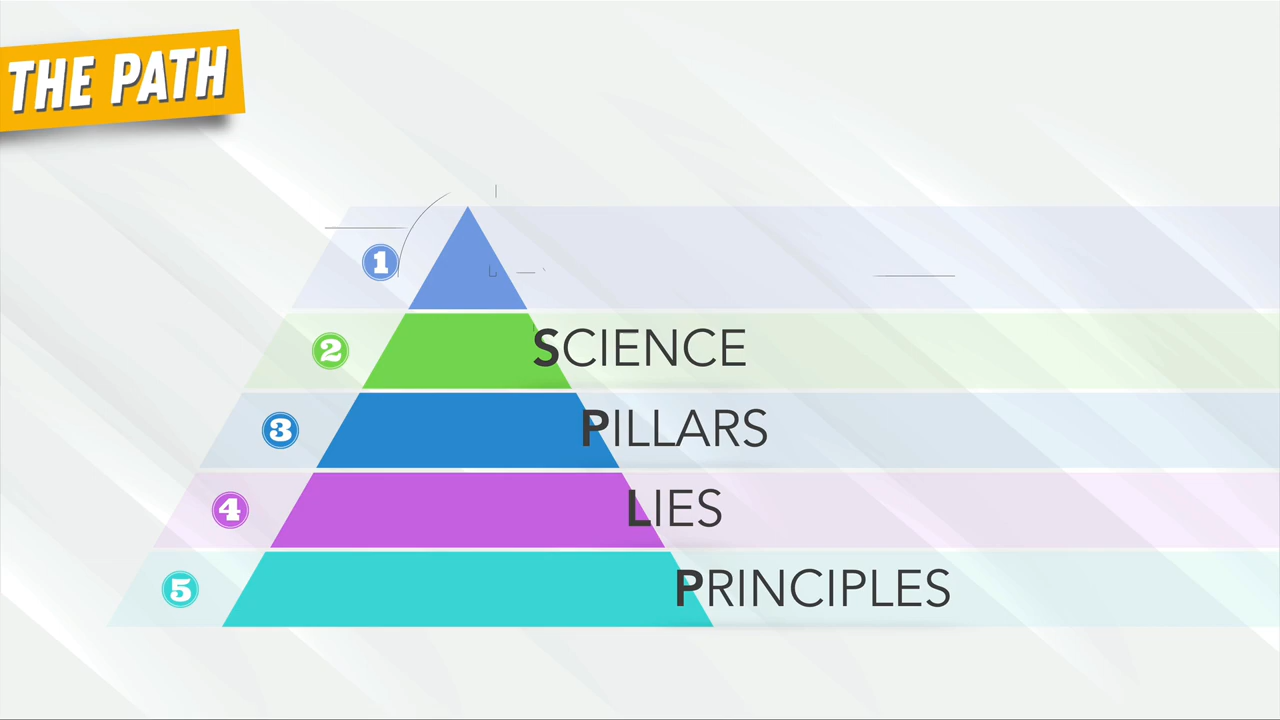 THE PATH
1
2 SCIENCE
3 PILLARS
4 LIES
5 PRINCIPLES